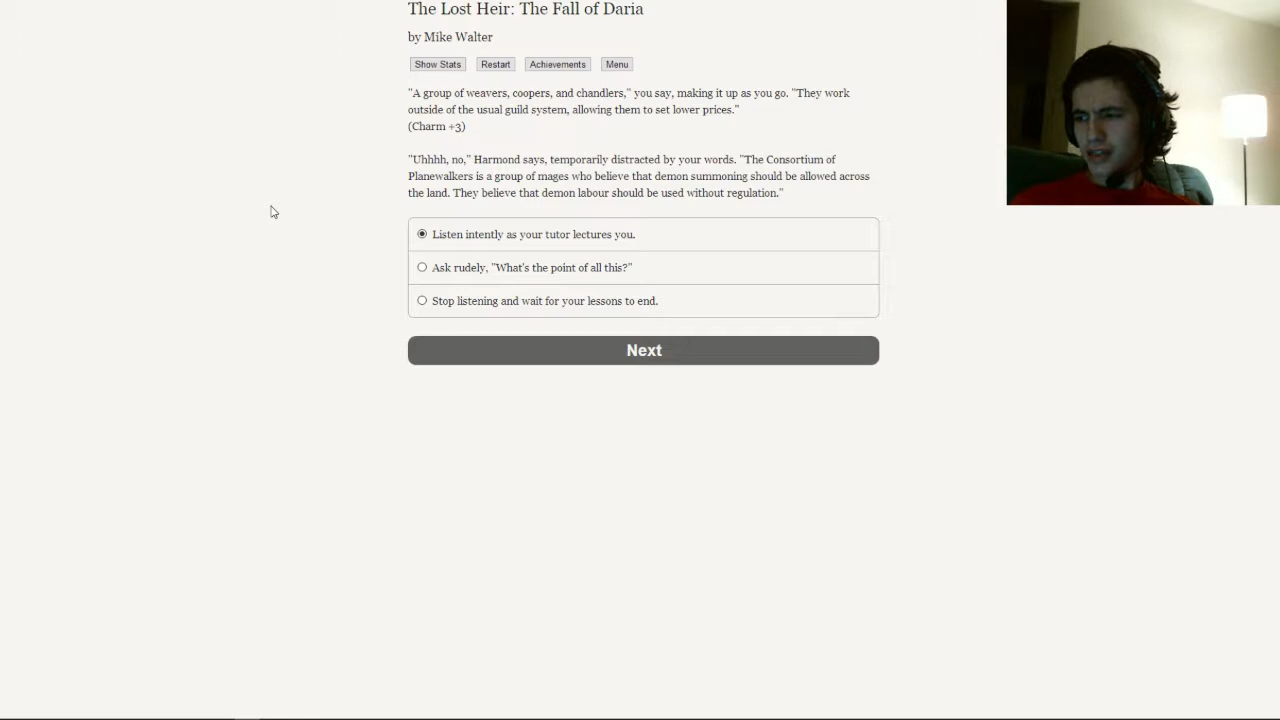 The Lost Heir: The Fall of Daria
by Mike Walter
Show Stats Restart Achievements Menu
"A group of weavers, coopers, and chandlers," you say, making it up as you go. "They work
outside of the usual guild system, allowing them to set lower prices."
(Charm +3)
"Uhhhh, no," Harmond says, temporarily distracted by your words. "The Consortium of
Planewalkers is a group of mages who believe that demon summoning should be allowed across
the land. They believe that demon labour should be used without regulation."
Listen intently as your tutor lectures you.
Ask rudely, "What's the point of all this?"
Stop listening and wait for your lessons to end.
Next